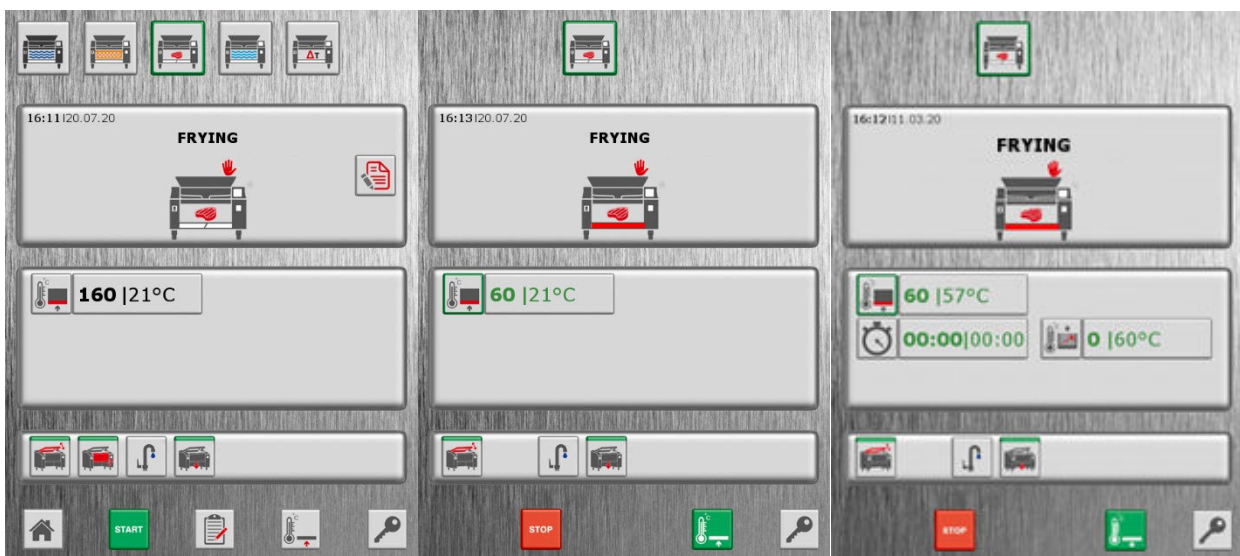 ΔT
16:11|20.07.20
FRYING
°C
160 |21°C
START
°C
16:13|20.07.20
FRYING
°C
60 |21°C
STOP
°C
16:12|11.03.20
FRYING
°C
60 |57°C
00:00|00:00
0 |60°C
STOP
°C